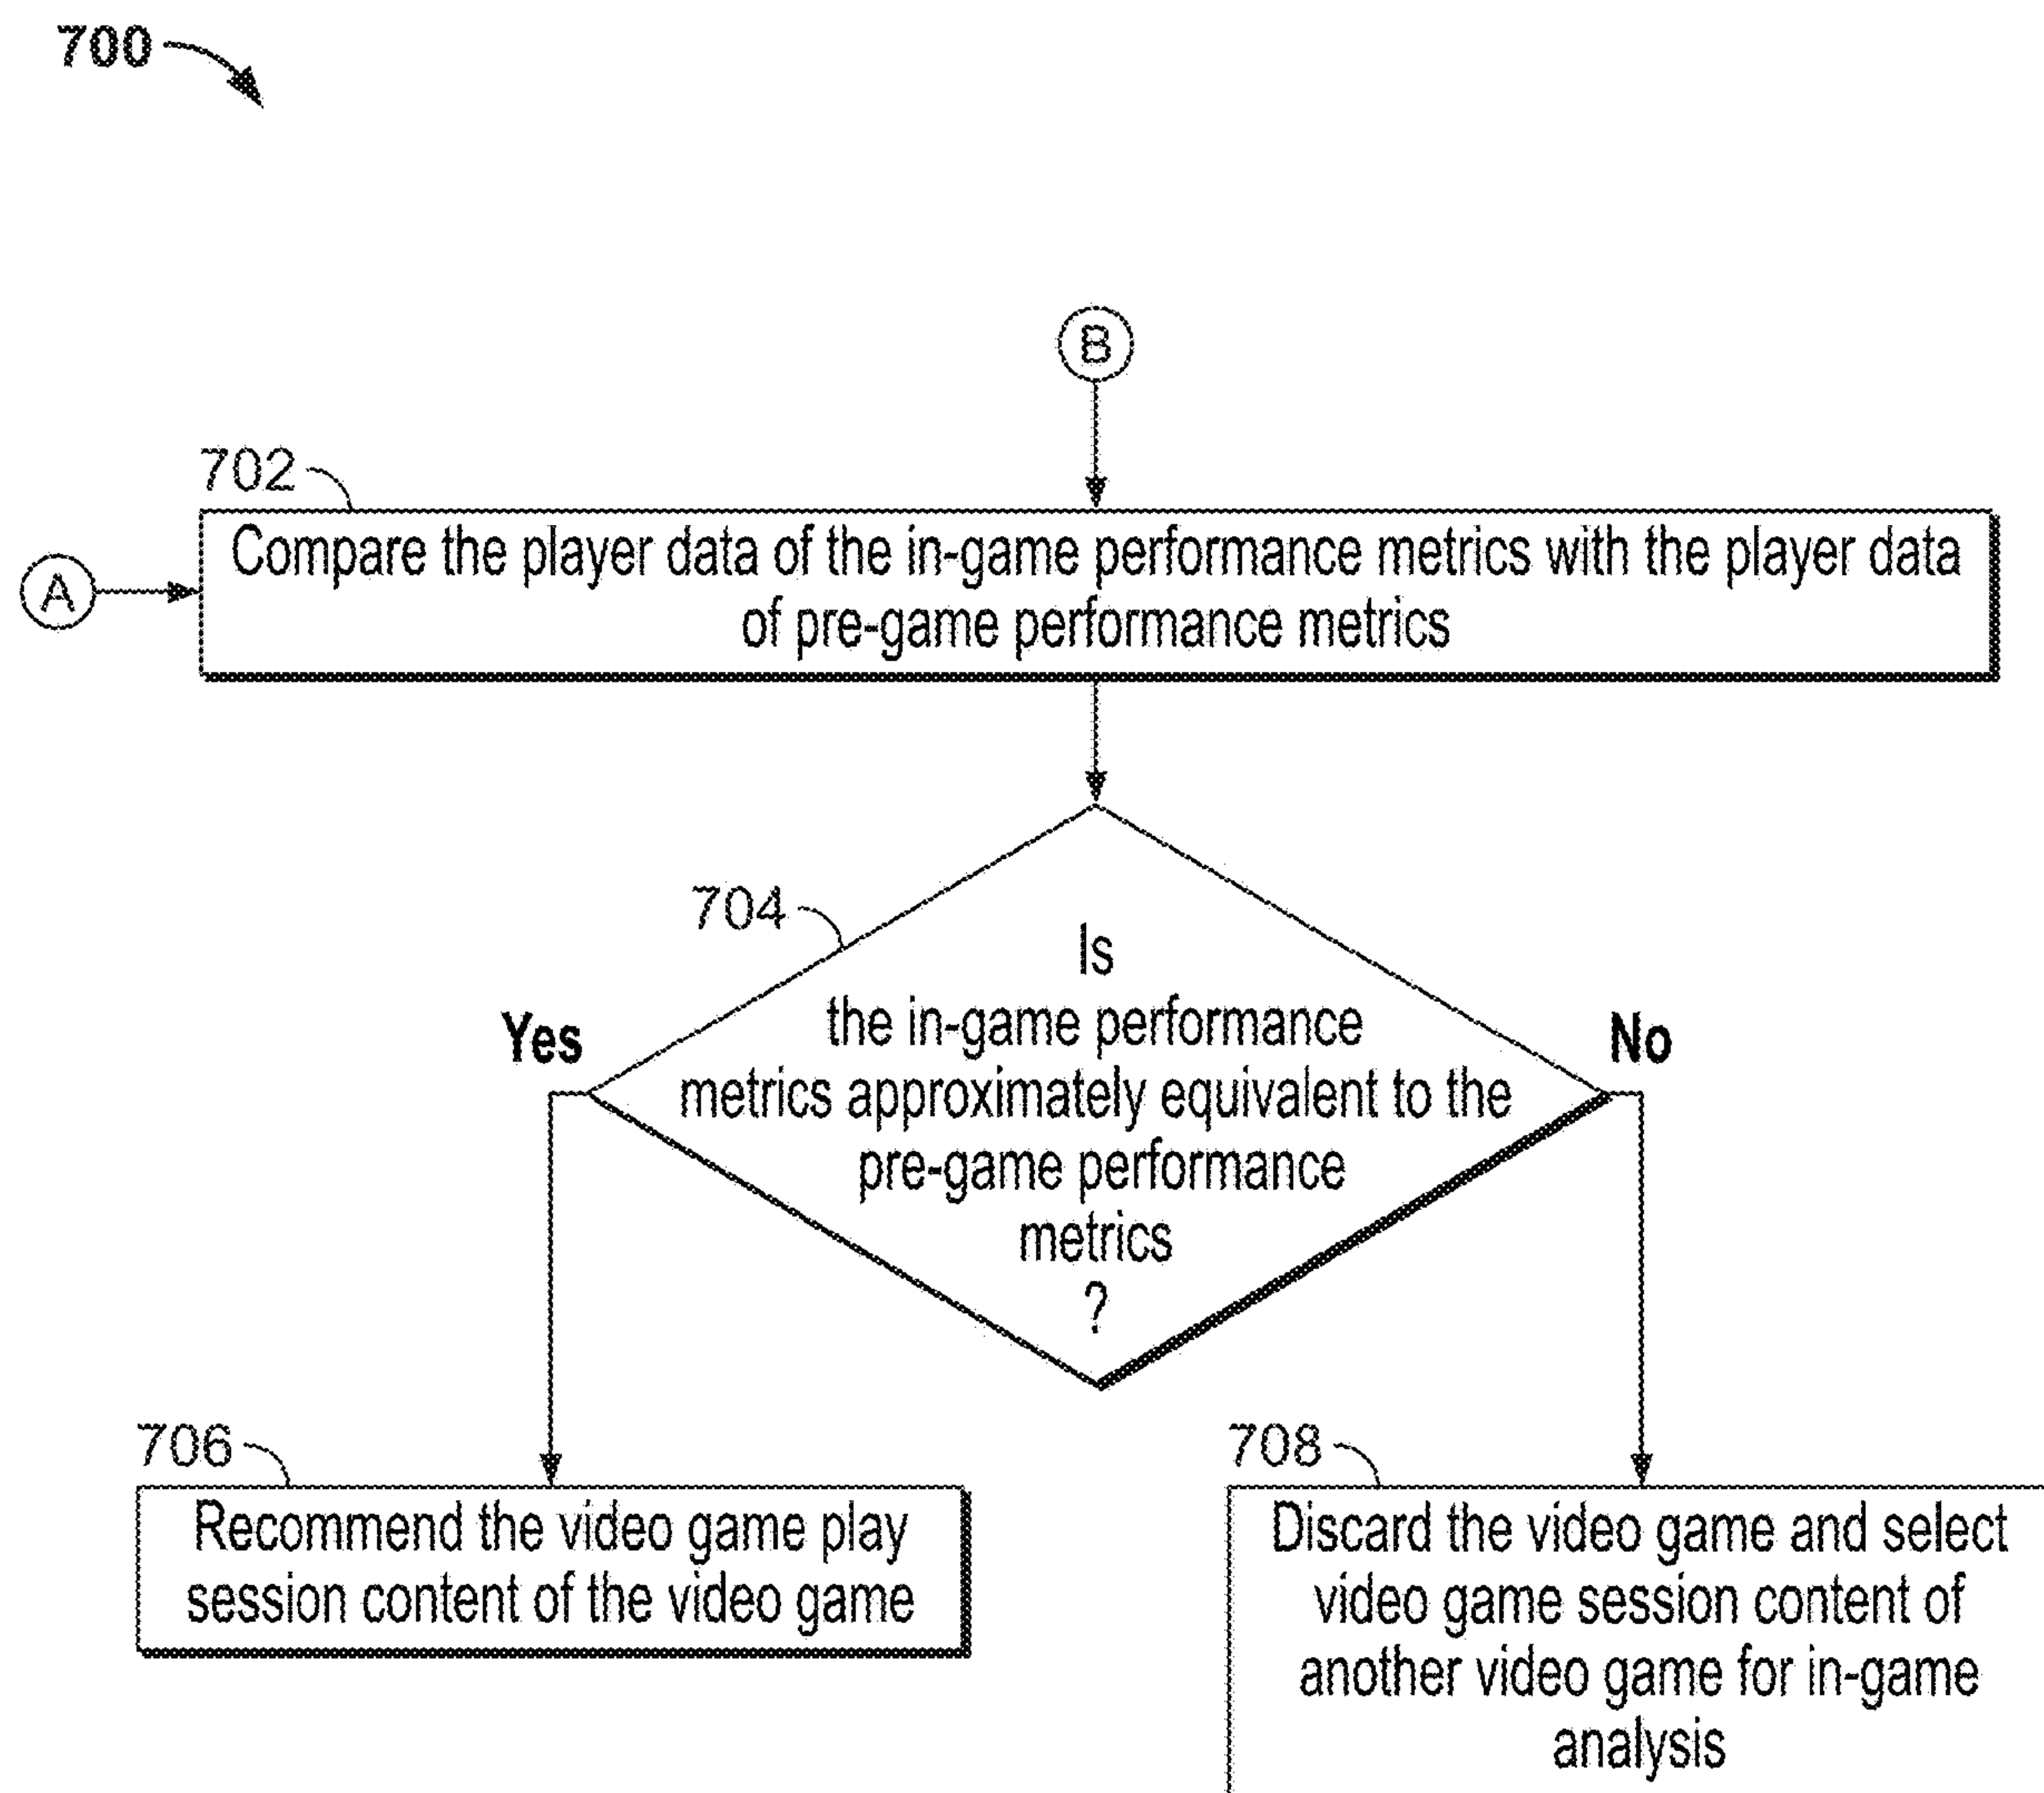 700
B
702
A
Compare the player data of the in-game performance metrics with the player data
of pre-game performance metrics
704
Is
the in-game performance
metrics approximately equivalent to the
pre-game performance
metrics
?
Yes
No
706
Recommend the video game play
session content of the video game
708
Discard the video game and select
video game session content of
another video game for in-game
analysis